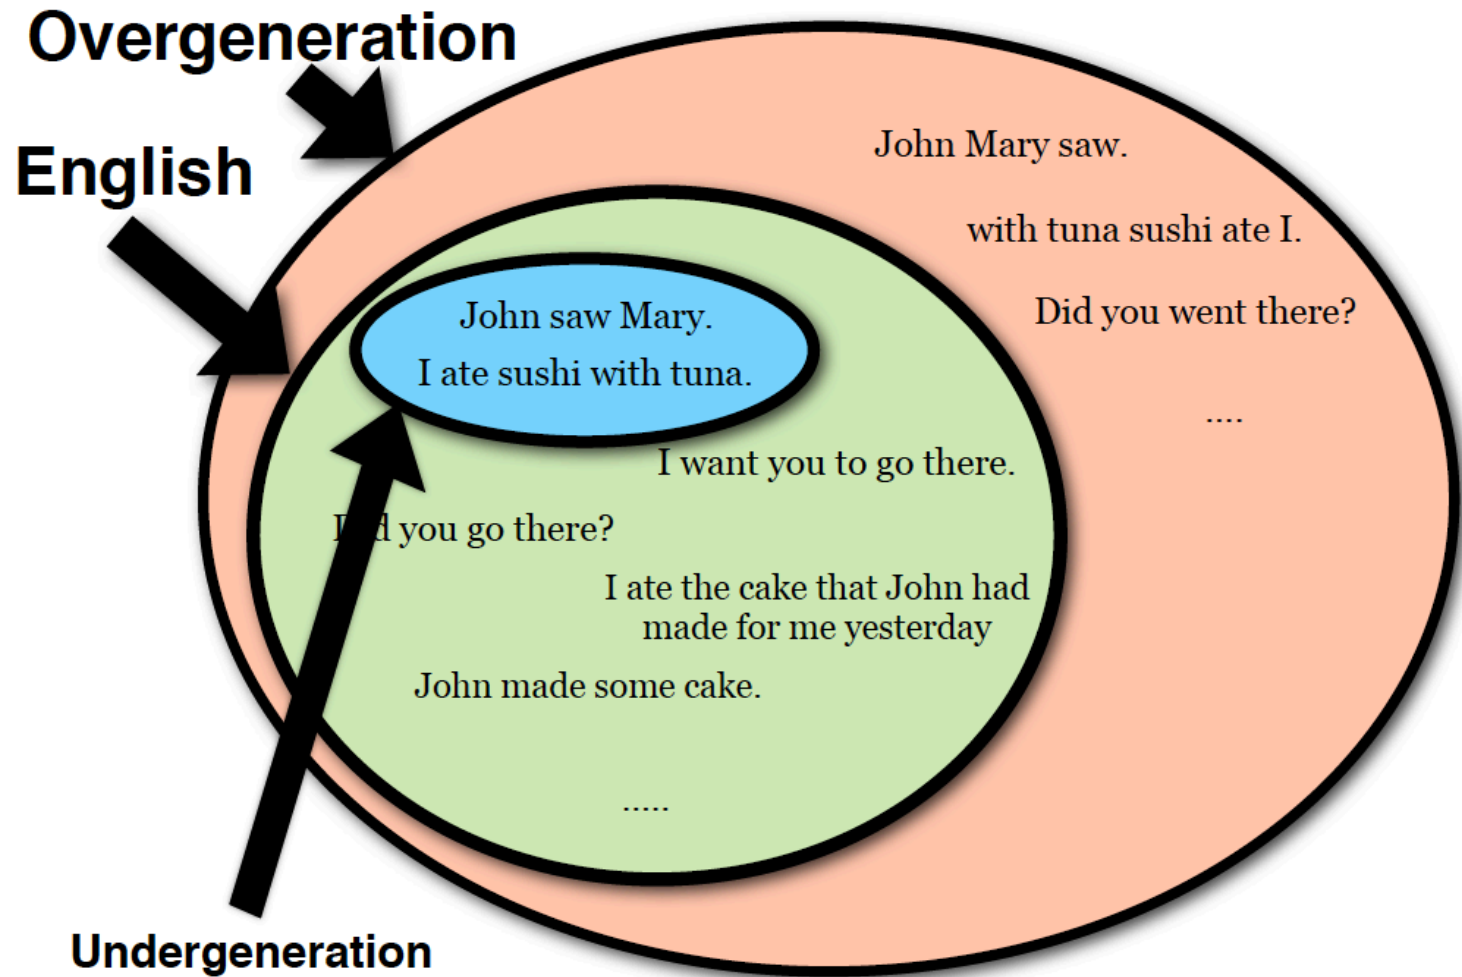 Overgeneration
English
John Mary saw.
with tuna sushi ate I.
Did you went there?
....
John saw Mary.
I ate sushi with tuna.
I want you to go there.
Did you go there?
I ate the cake that John had
made for me yesterday
John made some cake.
.....
Undergeneration